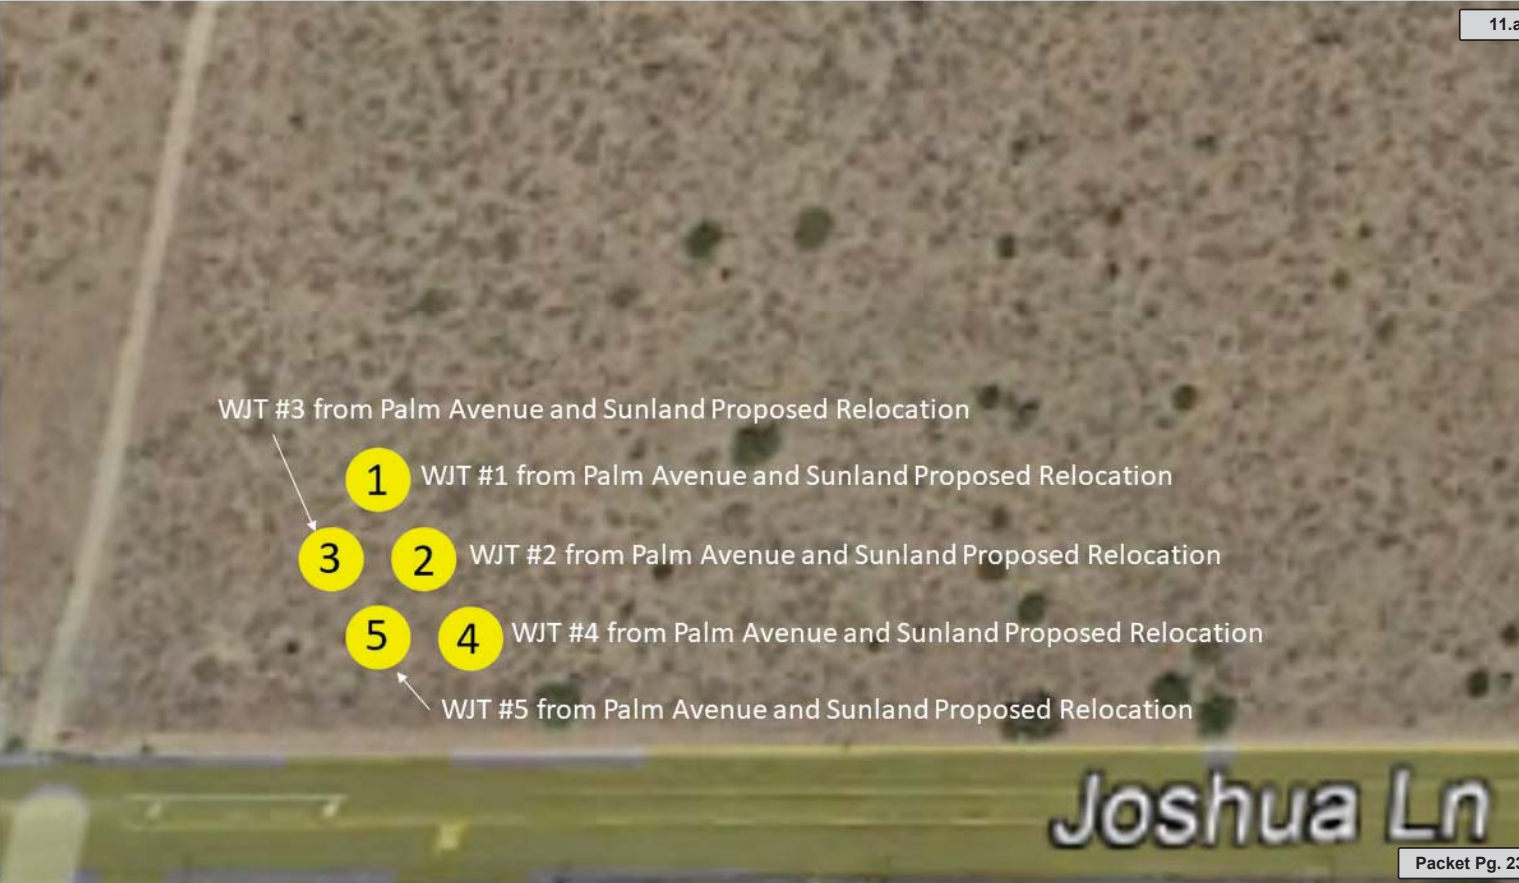 11.a
WJT #3 from Palm Avenue and Sunland Proposed Relocation
1 WJT #1 from Palm Avenue and Sunland Proposed Relocation
3 2 WJT #2 from Palm Avenue and Sunland Proposed Relocation
5 4 WJT #4 from Palm Avenue and Sunland Proposed Relocation
WJT #5 from Palm Avenue and Sunland Proposed Relocation
Joshua Ln
Packet Pg. 23